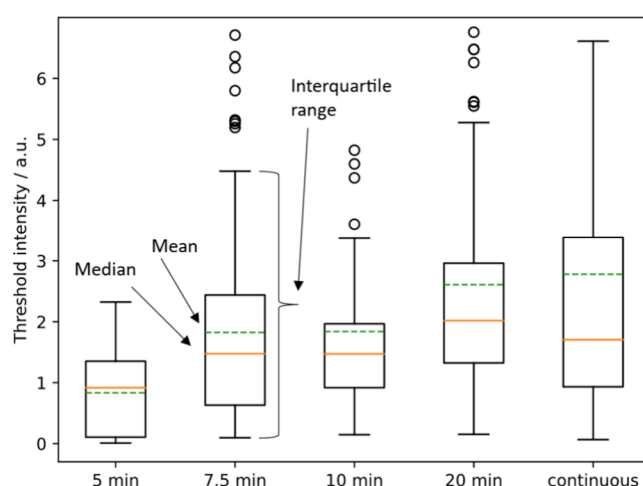 6
5
4
3
2
1
0
Threshold intensity / a.u.
Interquartile
range
Mean
Median
5 min
7.5 min
10 min
20 min
continuous